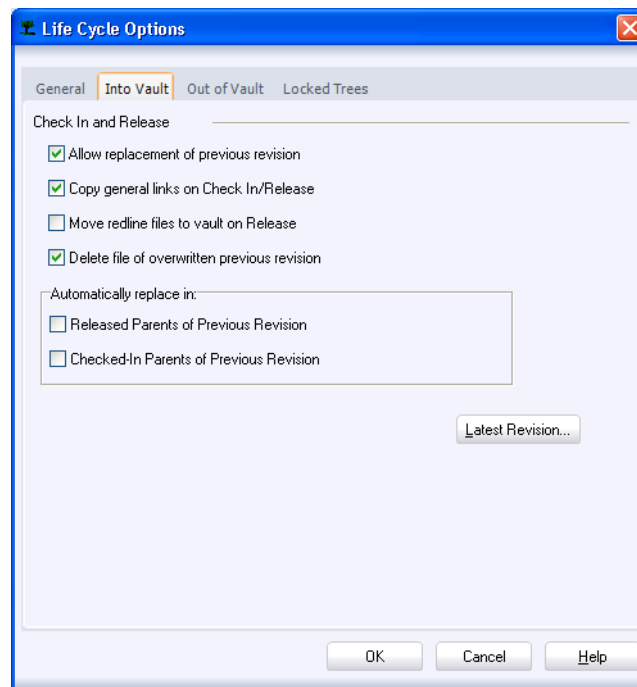 Life Cycle Options
General Into Vault Out of Vault Locked Trees
Check In and Release
Allow replacement of previous revision
Copy general links on Check In/Release
Move redline files to vault on Release
Delete file of overwritten previous revision
Automatically replace in:
Released Parents of Previous Revision
Checked-In Parents of Previous Revision
Latest Revision...
OK Cancel Help